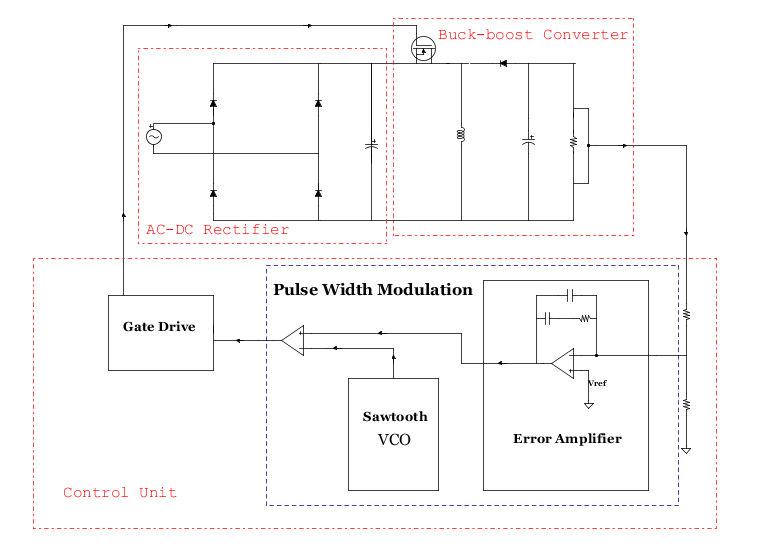 Buck-boost Converter
AC-DC Rectifier
Pulse Width Modulation
Gate Drive
Vref
Sawtooth
VCO
Error Amplifier
Control Unit